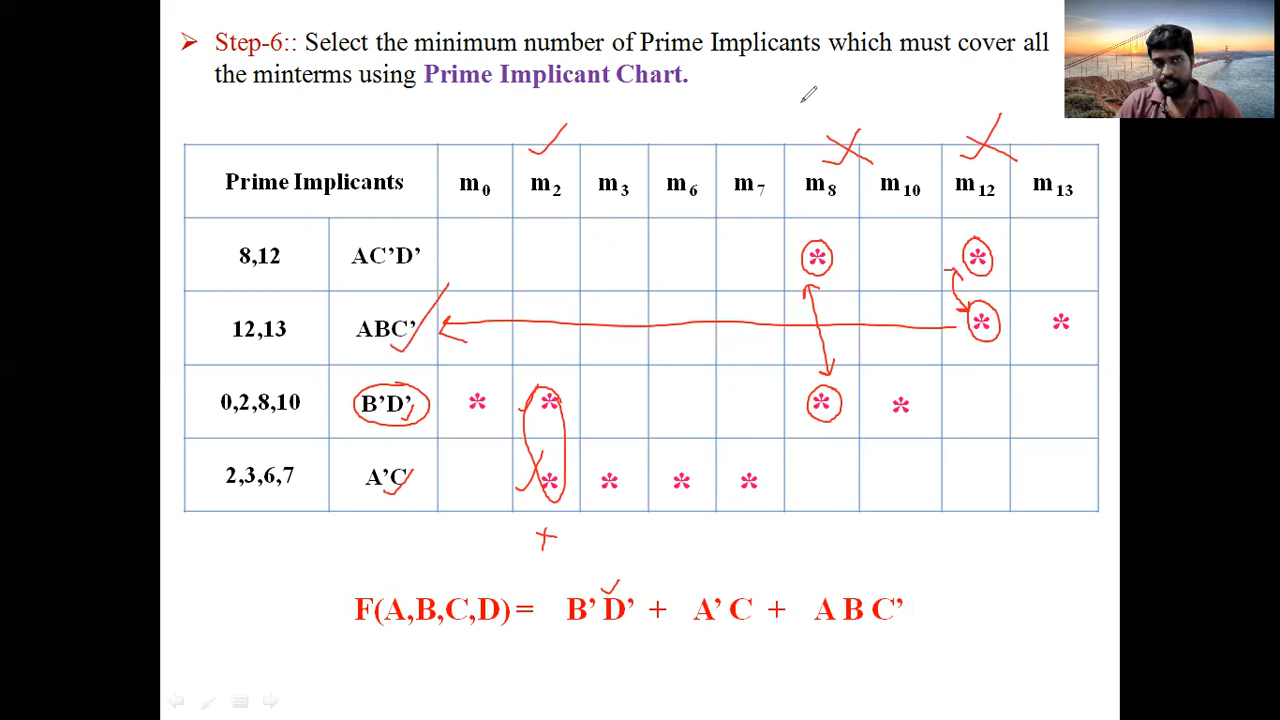 ➢ Step-6:: Select the minimum number of Prime Implicants which must cover all
the minterms using Prime Implicant Chart.
Prime Implicants m0 m2 m3 m6 m7 m8 m10 m12 m13
8,12 AC’D’ * *
12,13 ABC’ * *
0,2,8,10 B’D’ * * * *
2,3,6,7 A’C * * * *
F(A,B,C,D) = B’ D’ + A’ C + A B C’